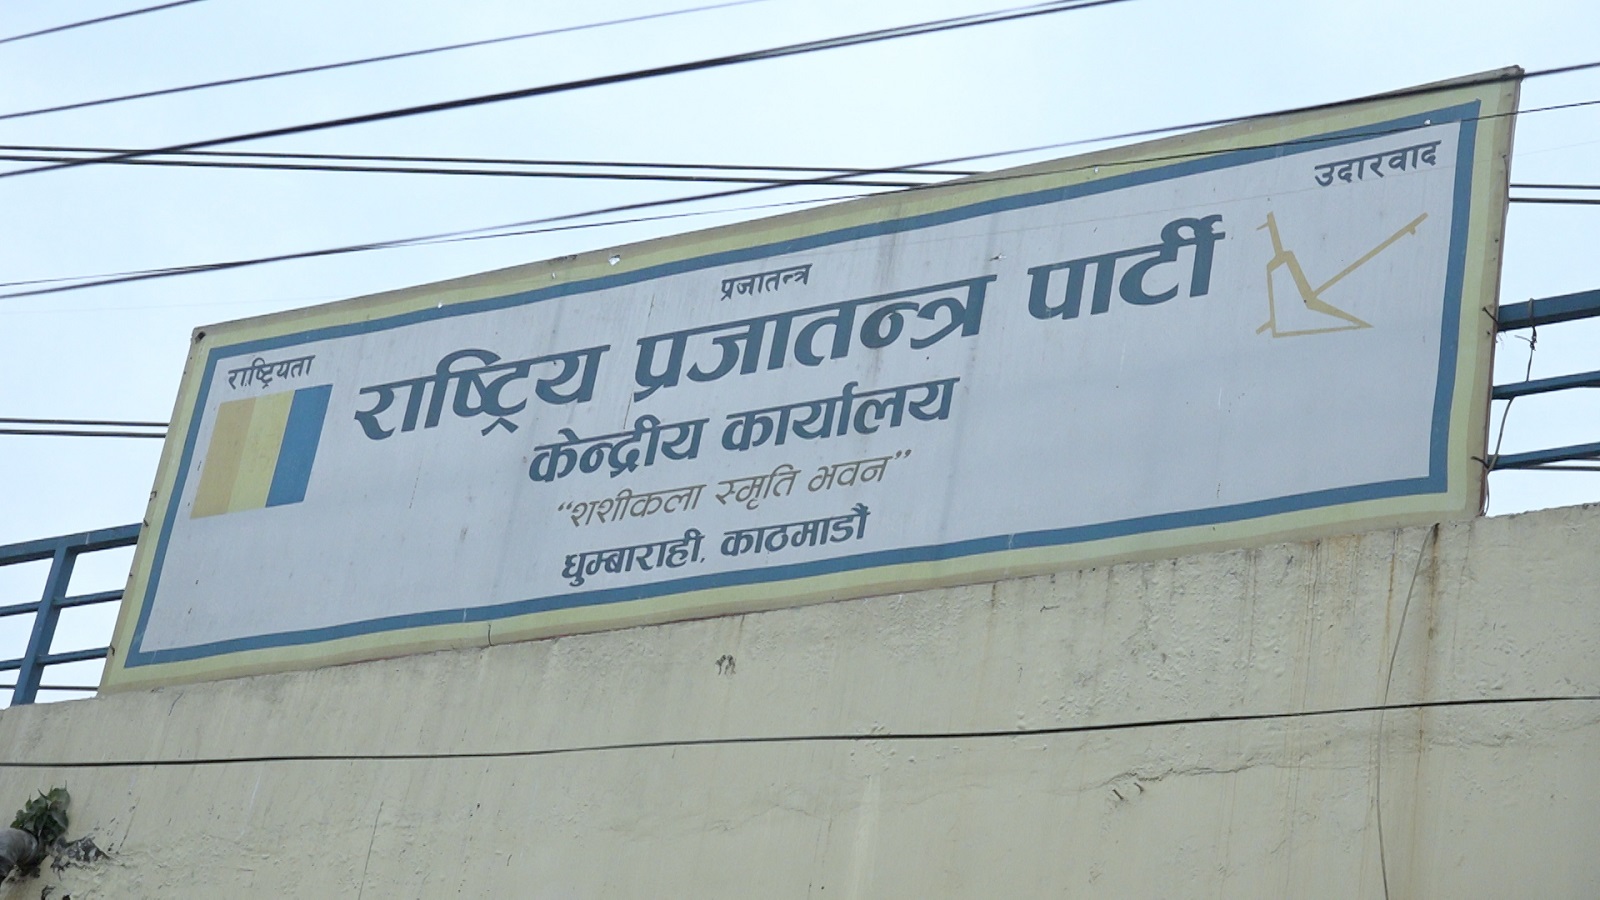 राष्ट्रियता
प्रजातन्त्र
उदारवाद
राष्ट्रिय प्रजातन्त्र पार्टी
केन्द्रीय कार्यालय
“शशीकला स्मृति भवन”
धुम्बाराही, काठमाडौं